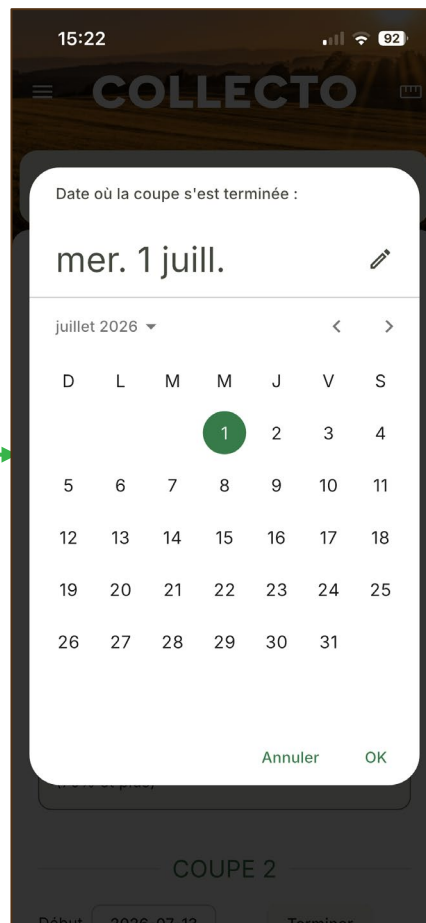 15:22 92
COLLECTO
Date où la coupe s'est terminée :
mer. 1 juill.
juillet 2026
D L M M J V S
1 2 3 4
5 6 7 8 9 10 11
12 13 14 15 16 17 18
19 20 21 22 23 24 25
26 27 28 29 30 31
Annuler OK
COUPE 2
Début 2026-07-12 Terminer